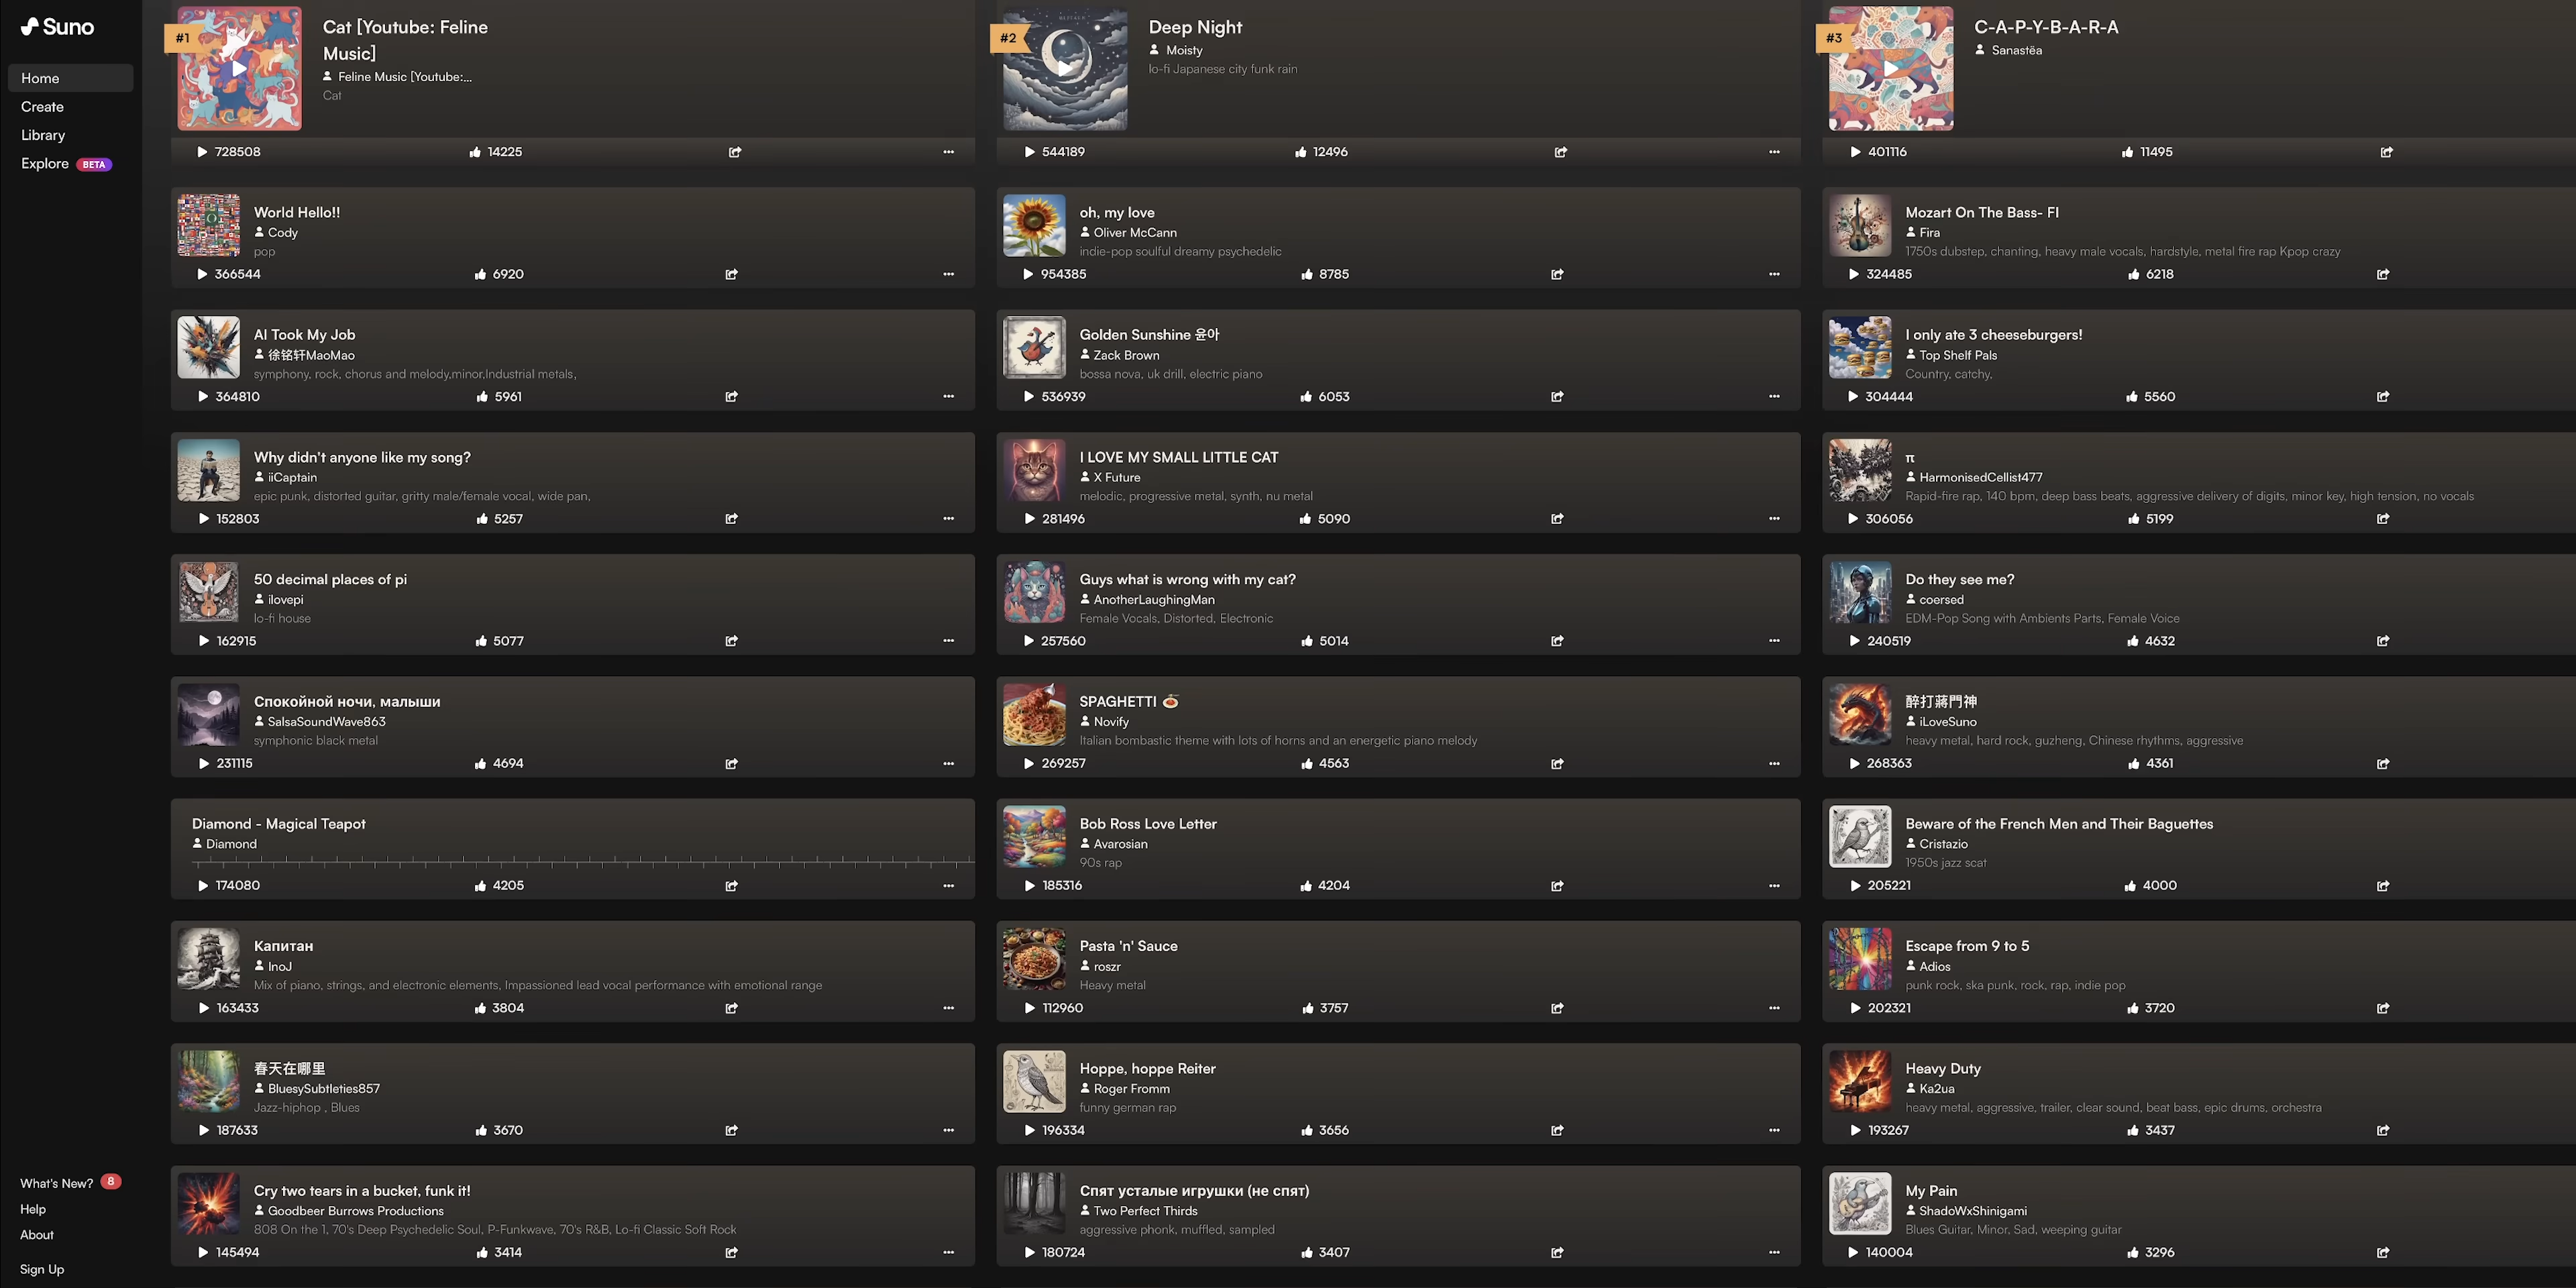 Suno
Home
Create
Library
Explore BETA
What's New? 8
Help
About
Sign Up
#1
Cat [Youtube: Feline
Music]
Feline Music [Youtube:...
Cat
728508 14225
#2
Deep Night
Moisty
lo-fi Japanese city funk rain
544189 12496
#3
C-A-P-Y-B-A-R-A
Sanastëa
401116 11495
World Hello!!
Cody
pop
366544 6920
oh, my love
Oliver McCann
indie-pop soulful dreamy psychedelic
954385 8785
Mozart On The Bass- FI
Fira
1750s dubstep, chanting, heavy male vocals, hardstyle, metal fire rap Kpop crazy
324485 6218
AI Took My Job
徐铭轩MaoMao
symphony, rock, chorus and melody,minor,Industrial metals,
364810 5961
Golden Sunshine 윤아
Zack Brown
bossa nova, uk drill, electric piano
536939 6053
I only ate 3 cheeseburgers!
Top Shelf Pals
Country, catchy,
304444 5560
Why didn't anyone like my song?
iiCaptain
epic punk, distorted guitar, gritty male/female vocal, wide pan,
152803 5257
I LOVE MY SMALL LITTLE CAT
X Future
melodic, progressive metal, synth, nu metal
281496 5090
π
HarmonisedCellist477
Rapid-fire rap, 140 bpm, deep bass beats, aggressive delivery of digits, minor key, high tension, no vocals
306056 5199
50 decimal places of pi
ilovepi
lo-fi house
162915 5077
Guys what is wrong with my cat?
AnotherLaughingMan
Female Vocals, Distorted, Electronic
257560 5014
Do they see me?
coersed
EDM-Pop Song with Ambients Parts, Female Voice
240519 4632
Спокойной ночи, малыши
SalsaSoundWave863
symphonic black metal
231115 4694
SPAGHETTI 🍝
Novify
Italian bombastic theme with lots of horns and an energetic piano melody
269257 4563
醉打蔣門神
iLoveSuno
heavy metal, hard rock, guzheng, Chinese rhythms, aggressive
268363 4361
Diamond - Magical Teapot
Diamond
174080 4205
Bob Ross Love Letter
Avarosian
90s rap
185316 4204
Beware of the French Men and Their Baguettes
Cristazio
1950s jazz scat
205221 4000
Капитан
InoJ
Mix of piano, strings, and electronic elements, Impassioned lead vocal performance with emotional range
163433 3804
Pasta 'n' Sauce
roszr
Heavy metal
112960 3757
Escape from 9 to 5
Adios
punk rock, ska punk, rock, rap, indie pop
202321 3720
春天在哪里
BluesySubtleties857
Jazz-hiphop , Blues
187633 3670
Hoppe, hoppe Reiter
Roger Fromm
funny german rap
196334 3656
Heavy Duty
Ka2ua
heavy metal, aggressive, trailer, clear sound, beat bass, epic drums, orchestra
193267 3437
Cry two tears in a bucket, funk it!
Goodbeer Burrows Productions
808 On the 1, 70's Deep Psychedelic Soul, P-Funkwave, 70's R&B, Lo-fi Classic Soft Rock
145494 3414
Спят усталые игрушки (не спят)
Two Perfect Thirds
aggressive phonk, muffled, sampled
180724 3407
My Pain
ShadoWxShinigami
Blues Guitar, Minor, Sad, weeping guitar
140004 3296